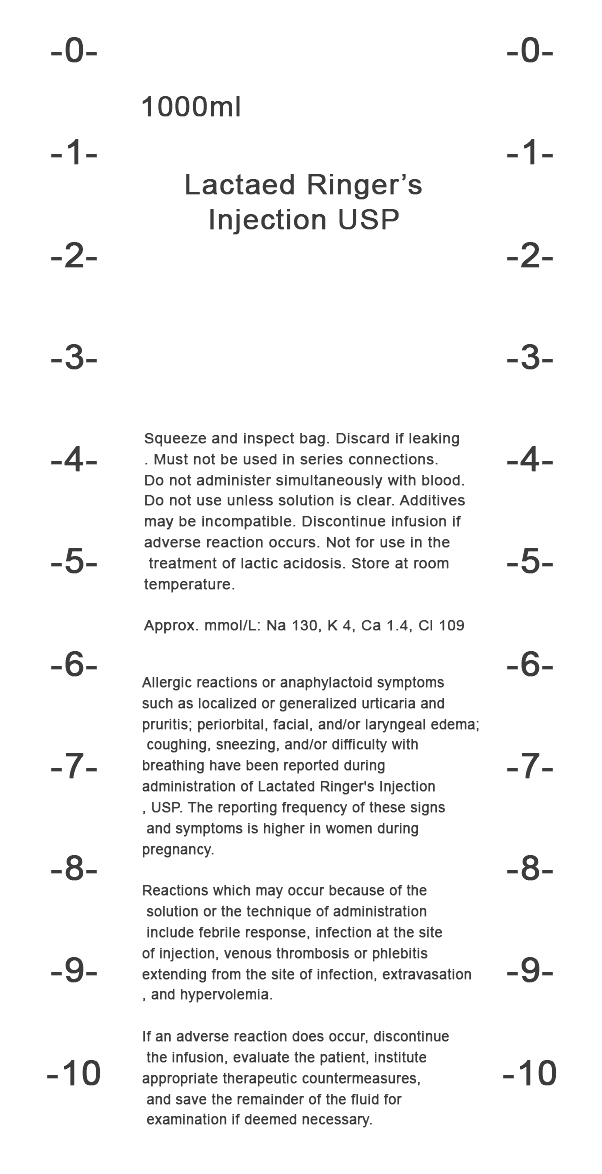 -0- -0-
1000ml
-1- -1-
Lactaed Ringer’s
Injection USP
-2- -2-
-3- -3-
Squeeze and inspect bag. Discard if leaking
-4- . Must not be used in series connections. -4-
Do not administer simultaneously with blood.
Do not use unless solution is clear. Additives
may be incompatible. Discontinue infusion if
adverse reaction occurs. Not for use in the
-5- treatment of lactic acidosis. Store at room -5-
temperature.
Approx. mmol/L: Na 130, K 4, Ca 1.4, Cl 109
-6- -6-
Allergic reactions or anaphylactoid symptoms
such as localized or generalized urticaria and
pruritis; periorbital, facial, and/or laryngeal edema;
coughing, sneezing, and/or difficulty with
-7- breathing have been reported during -7-
administration of Lactated Ringer's Injection
, USP. The reporting frequency of these signs
and symptoms is higher in women during
pregnancy.
-8- -8-
Reactions which may occur because of the
solution or the technique of administration
include febrile response, infection at the site
of injection, venous thrombosis or phlebitis
-9- extending from the site of infection, extravasation -9-
, and hypervolemia.
If an adverse reaction does occur, discontinue
the infusion, evaluate the patient, institute
-10 appropriate therapeutic countermeasures, -10
and save the remainder of the fluid for
examination if deemed necessary.